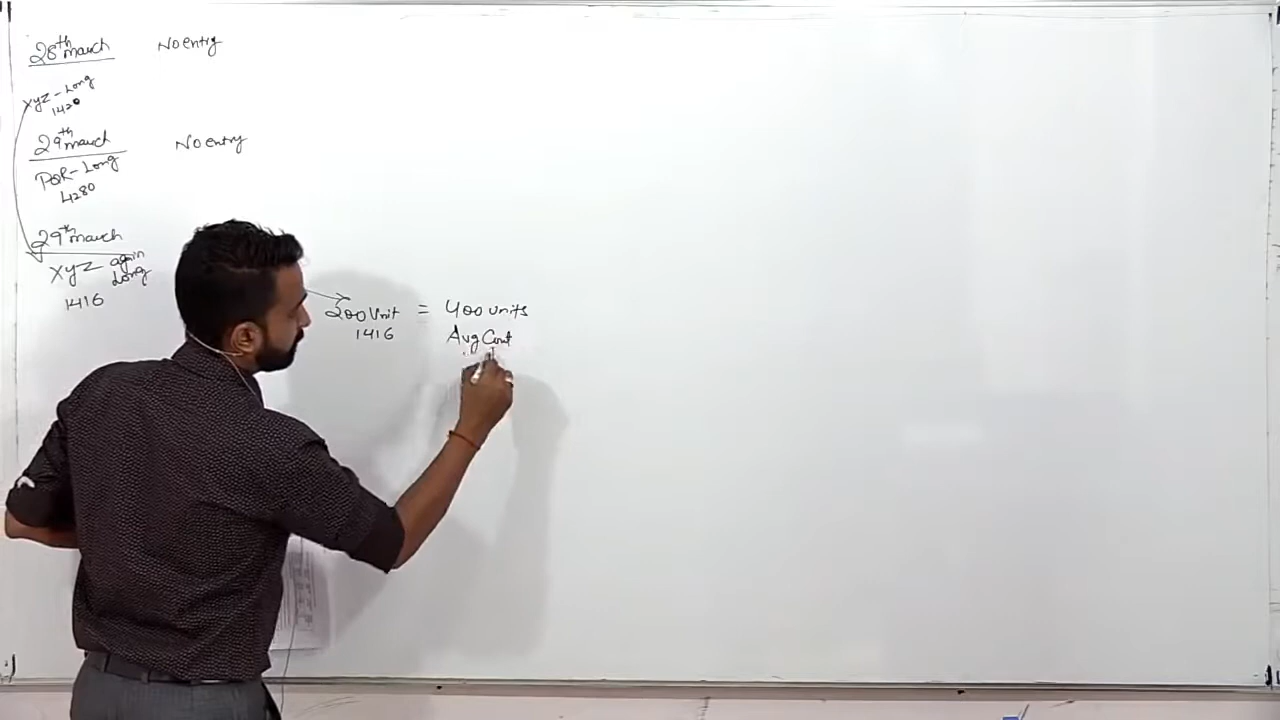 28th march No entry
xyz - Long
1420
29th march No entry
PQR - Long
4280
29th march
xyz again Long
1416
200 Unit = 400 units
1416 Avg Cont